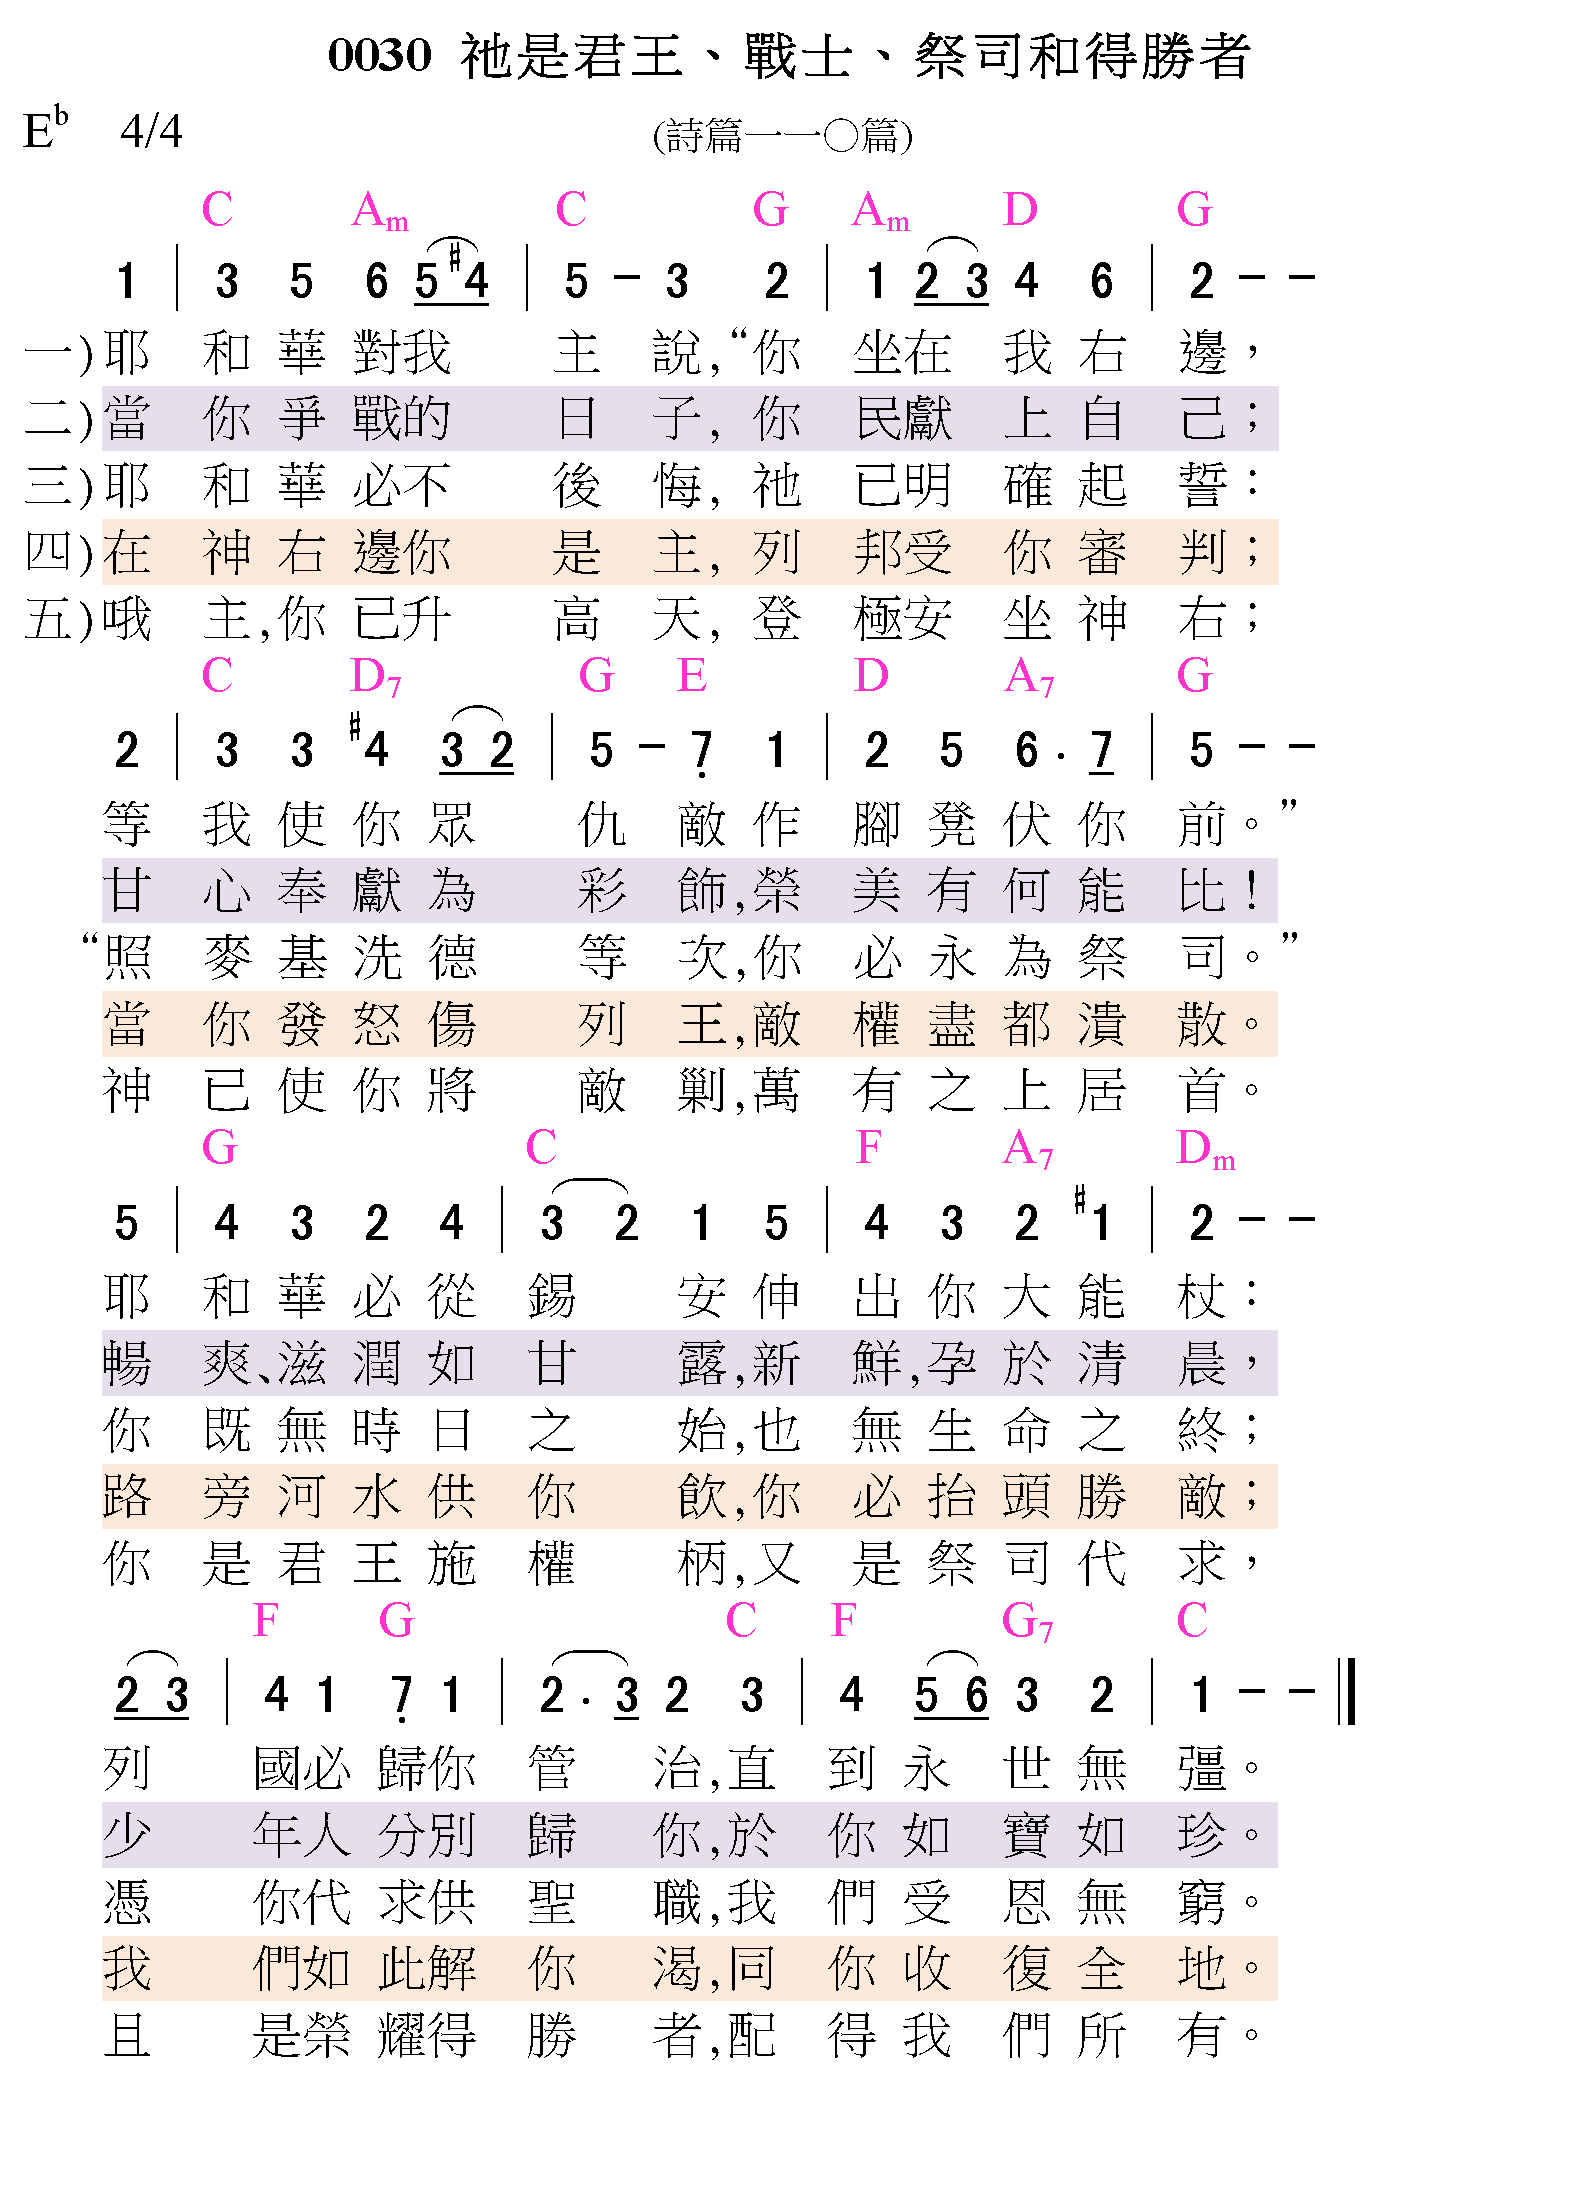 0030 祂是君王、戰士、祭司和得勝者
E♭ 4/4 (詩篇一一○篇)
C Am C G Am D G
1 | 3 5 6 5 #4 | 5 - 3 2 | 1 2 3 4 6 | 2 - -
一)耶 和 華 對我 主 說,“你 坐在 我 右 邊，
二)當 你 爭 戰的 日 子, 你 民獻 上 自 己；
三)耶 和 華 必不 後 悔, 祂 已明 確 起 誓：
四)在 神 右 邊你 是 主, 列 邦受 你 審 判；
五)哦 主,你 已升 高 天, 登 極安 坐 神 右；
C D7 G E D A7 G
2 | 3 3 #4 3 2 | 5 - 7̣ 1 | 2 5 6 . 7 | 5 - -
等 我 使 你 眾 仇 敵 作 腳 凳 伏 你 前。”
甘 心 奉 獻 為 彩 飾,榮 美 有 何 能 比！
“照 麥 基 洗 德 等 次,你 必 永 為 祭 司。”
當 你 發 怒 傷 列 王,敵 權 盡 都 潰 散。
神 已 使 你 將 敵 剿,萬 有 之 上 居 首。
G C F A7 Dm
5 | 4 3 2 4 | 3 2 1 5 | 4 3 2 #1 | 2 - -
耶 和 華 必 從 錫 安 伸 出 你 大 能 杖：
暢 爽、滋 潤 如 甘 露,新 鮮,孕 於 清 晨，
你 既 無 時 日 之 始,也 無 生 命 之 終；
路 旁 河 水 供 你 飲,你 必 抬 頭 勝 敵；
你 是 君 王 施 權 柄,又 是 祭 司 代 求，
F G C F G7 C
2 3 | 4 1 7̣ 1 | 2 . 3 2 3 | 4 5 6 3 2 | 1 - - ‖
列 國必 歸你 管 治,直 到 永 世 無 彊。
少 年人 分別 歸 你,於 你 如 寶 如 珍。
憑 你代 求供 聖 職,我 們 受 恩 無 窮。
我 們如 此解 你 渴,同 你 收 復 全 地。
且 是榮 耀得 勝 者,配 得 我 們 所 有。